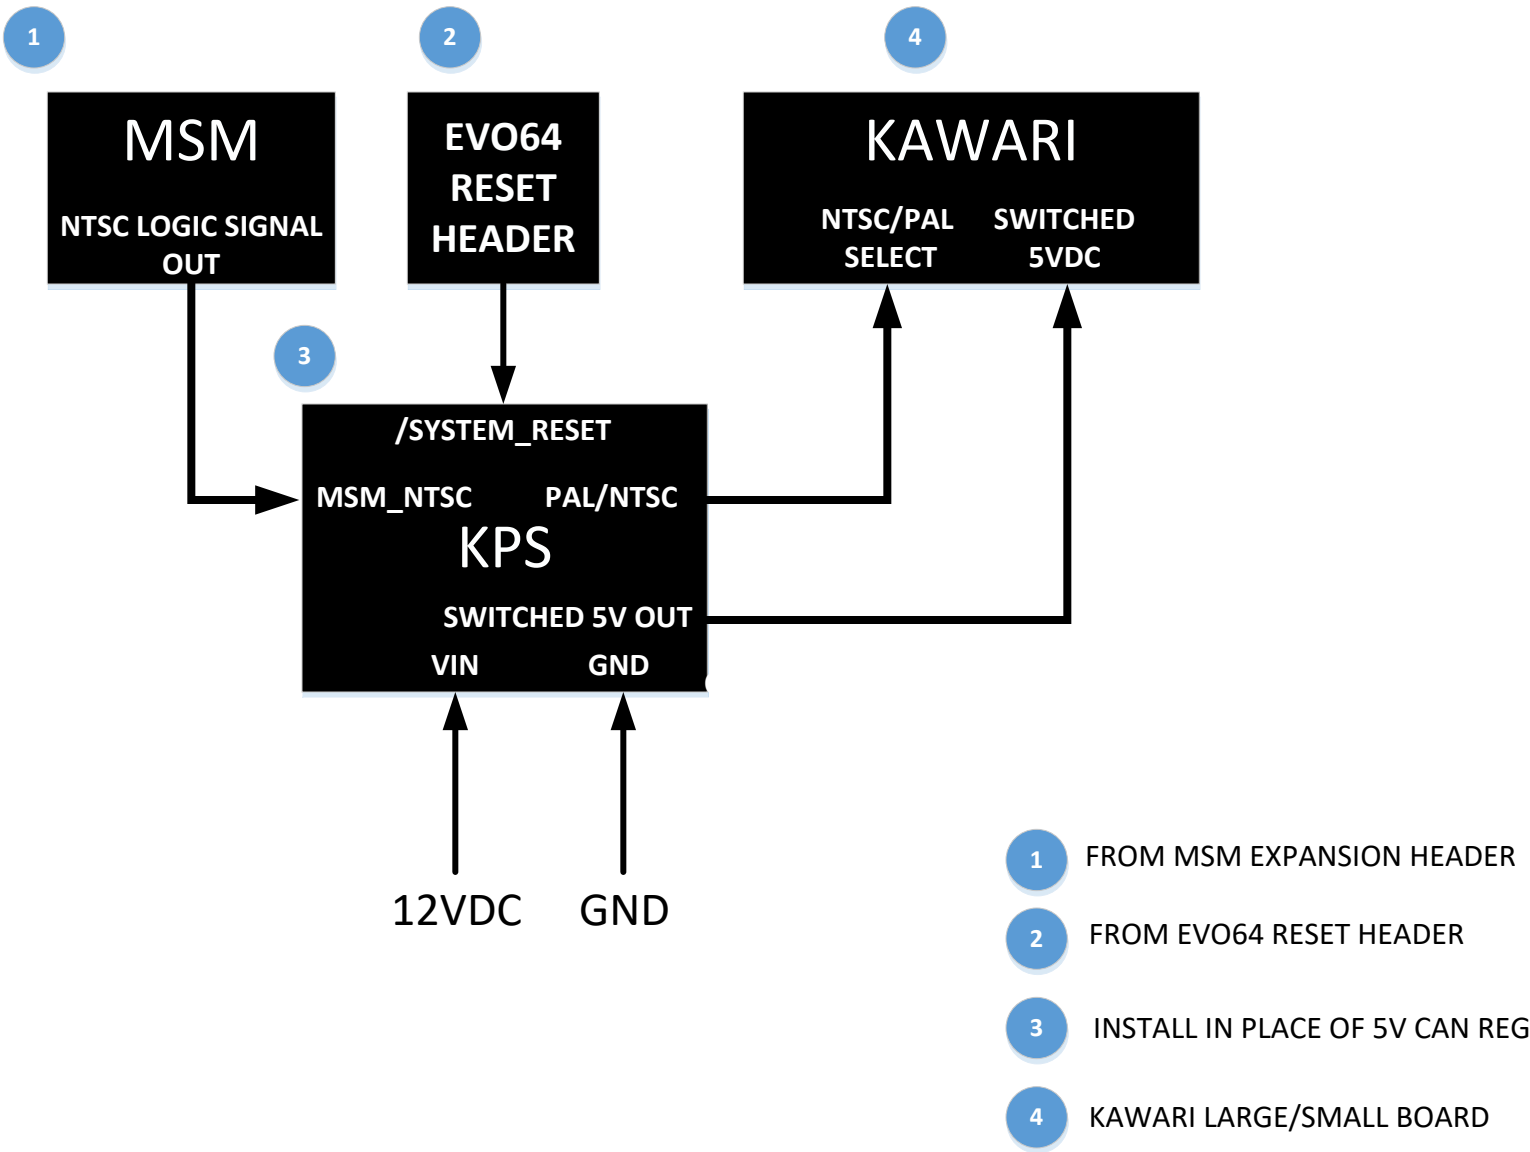 1
2
4
MSM
NTSC LOGIC SIGNAL
OUT
EVO64
RESET
HEADER
KAWARI
NTSC/PAL
SELECT
SWITCHED
5VDC
3
/SYSTEM_RESET
MSM_NTSC
PAL/NTSC
KPS
SWITCHED 5V OUT
VIN
GND
12VDC
GND
1 FROM MSM EXPANSION HEADER
2 FROM EVO64 RESET HEADER
3 INSTALL IN PLACE OF 5V CAN REG
4 KAWARI LARGE/SMALL BOARD